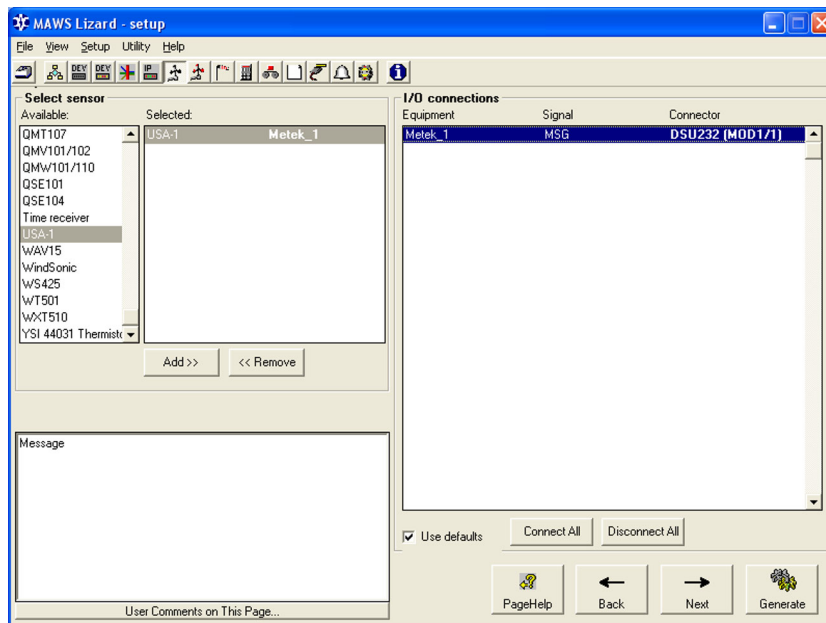 MAWS Lizard - setup
File View Setup Utility Help
DEV DEV IP
Select sensor
Available: Selected:
QMT107
QMV101/102
QMW101/110
QSE101
QSE104
Time receiver
USA-1
WAV15
WindSonic
WS425
WT501
WXT510
YSI 44031 Thermist
USA-1 Metek_1
Add >> << Remove
I/O connections
Equipment Signal Connector
Metek_1 MSG DSU232 (MOD1/1)
Message
User Comments on This Page...
Use defaults Connect All Disconnect All
PageHelp Back Next Generate